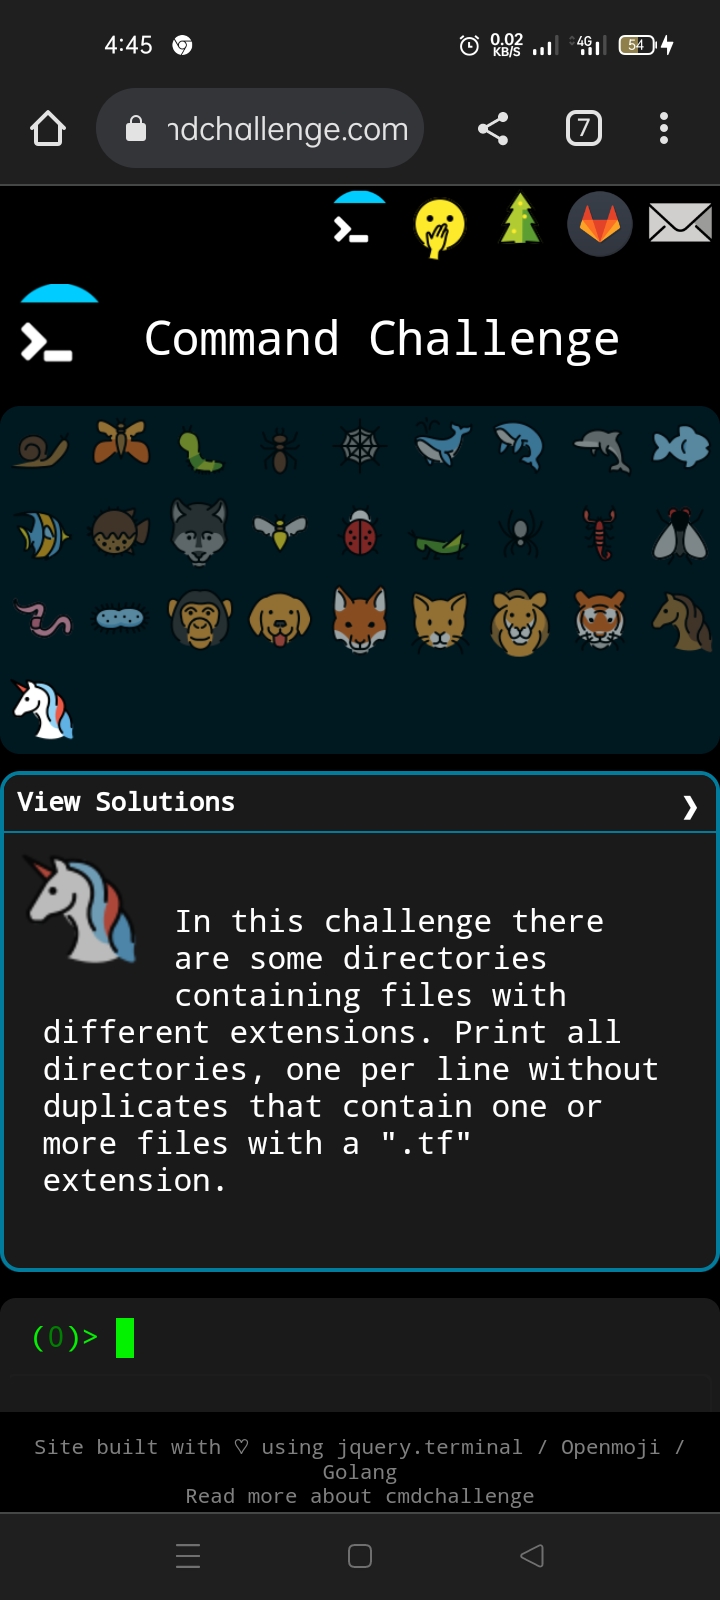 4:45 0.02 KB/S 4G 54
ndchallenge.com 7
Command Challenge
View Solutions ❯
In this challenge there
are some directories
containing files with
different extensions. Print all
directories, one per line without
duplicates that contain one or
more files with a ".tf"
extension.
(0)>
Site built with ♡ using jquery.terminal / Openmoji /
Golang
Read more about cmdchallenge